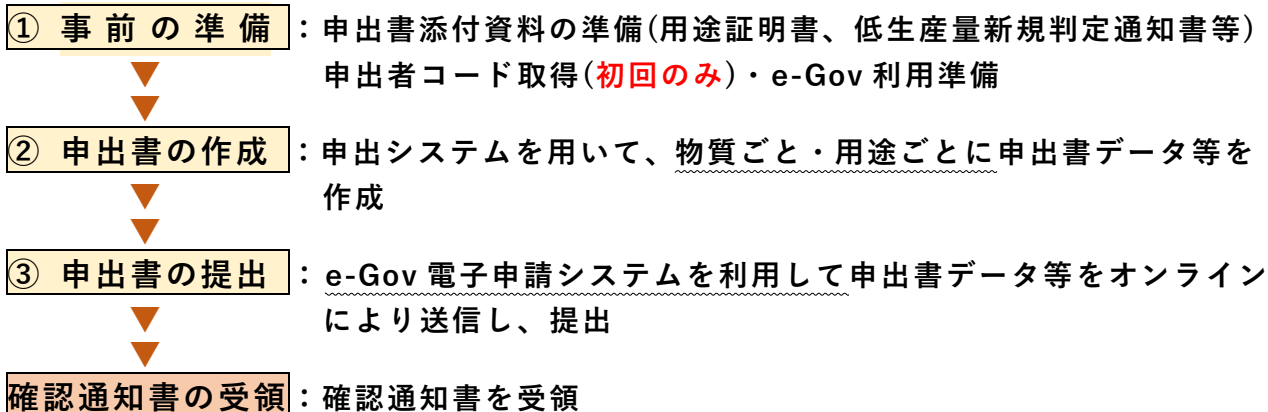 ① 事前の準備：申出書添付資料の準備(用途証明書、低生産量新規判定通知書等)
申出者コード取得(初回のみ)・e-Gov 利用準備
② 申出書の作成：申出システムを用いて、物質ごと・用途ごとに申出書データ等を
作成
③ 申出書の提出：e-Gov 電子申請システムを利用して申出書データ等をオンライン
により送信し、提出
確認通知書の受領：確認通知書を受領